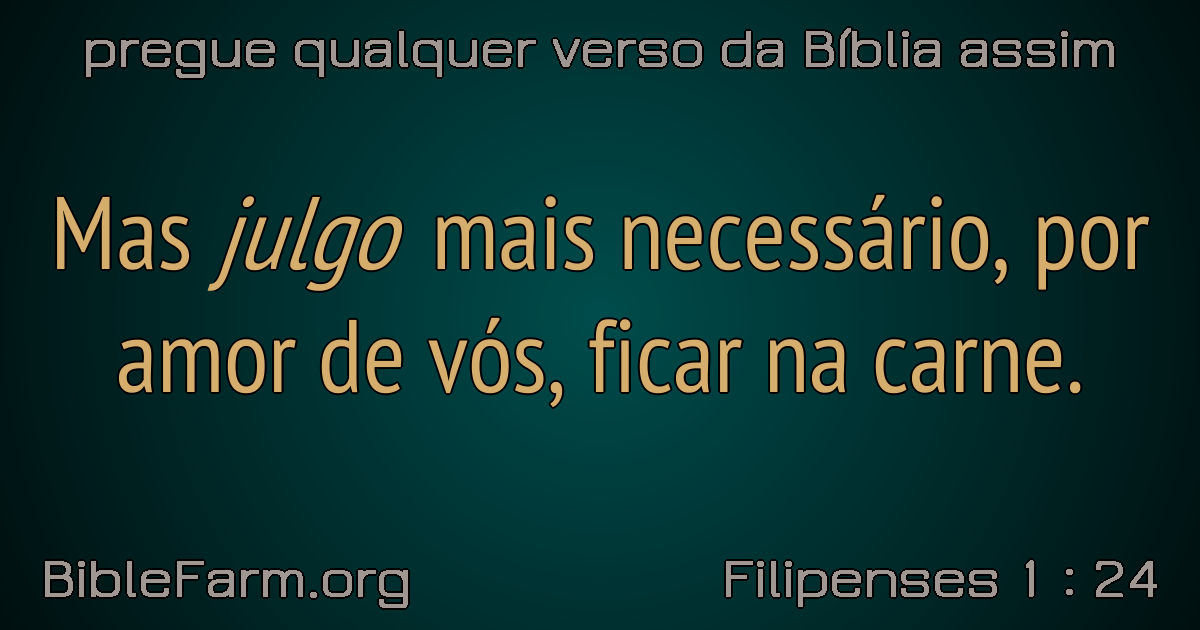 pregue qualquer verso da Bíblia assim
Mas julgo mais necessário, por
amor de vós, ficar na carne.
BibleFarm.org
Filipenses 1 : 24